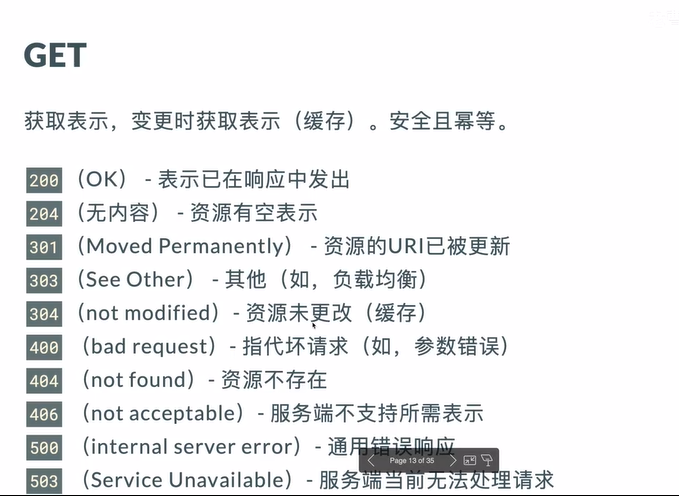 GET
获取表示，变更时获取表示（缓存）。安全且幂等。
200 （OK） - 表示已在响应中发出
204 （无内容） - 资源有空表示
301 （Moved Permanently） - 资源的URI已被更新
303 （See Other） - 其他（如，负载均衡）
304 （not modified）- 资源未更改（缓存）
400 （bad request）- 指代坏请求（如，参数错误）
404 （not found）- 资源不存在
406 （not acceptable）- 服务端不支持所需表示
500 （internal server error）- 通用错误响应
Page 13 of 35
503 （Service Unavailable）- 服务端当前无法处理请求